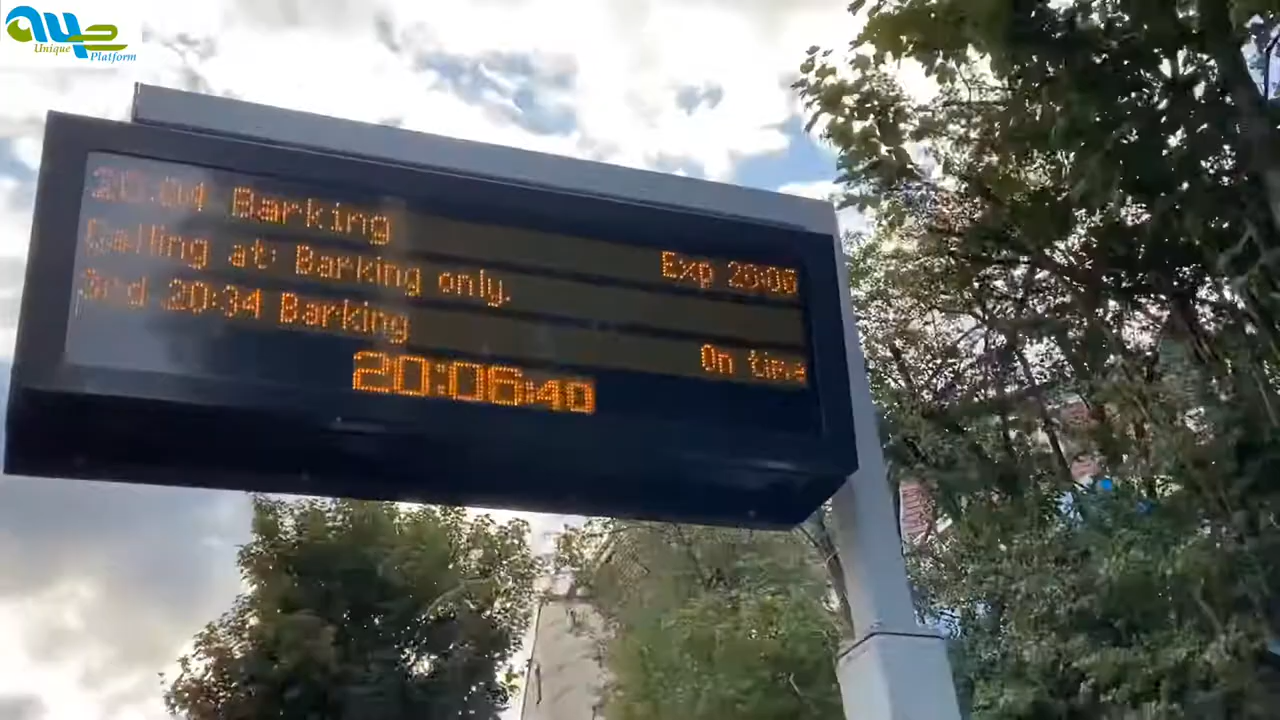 Unique
Platform
20:04 Barking
Exp 20:06
Calling at Barking only.
3rd 20:34 Barking
On time
20:06:40